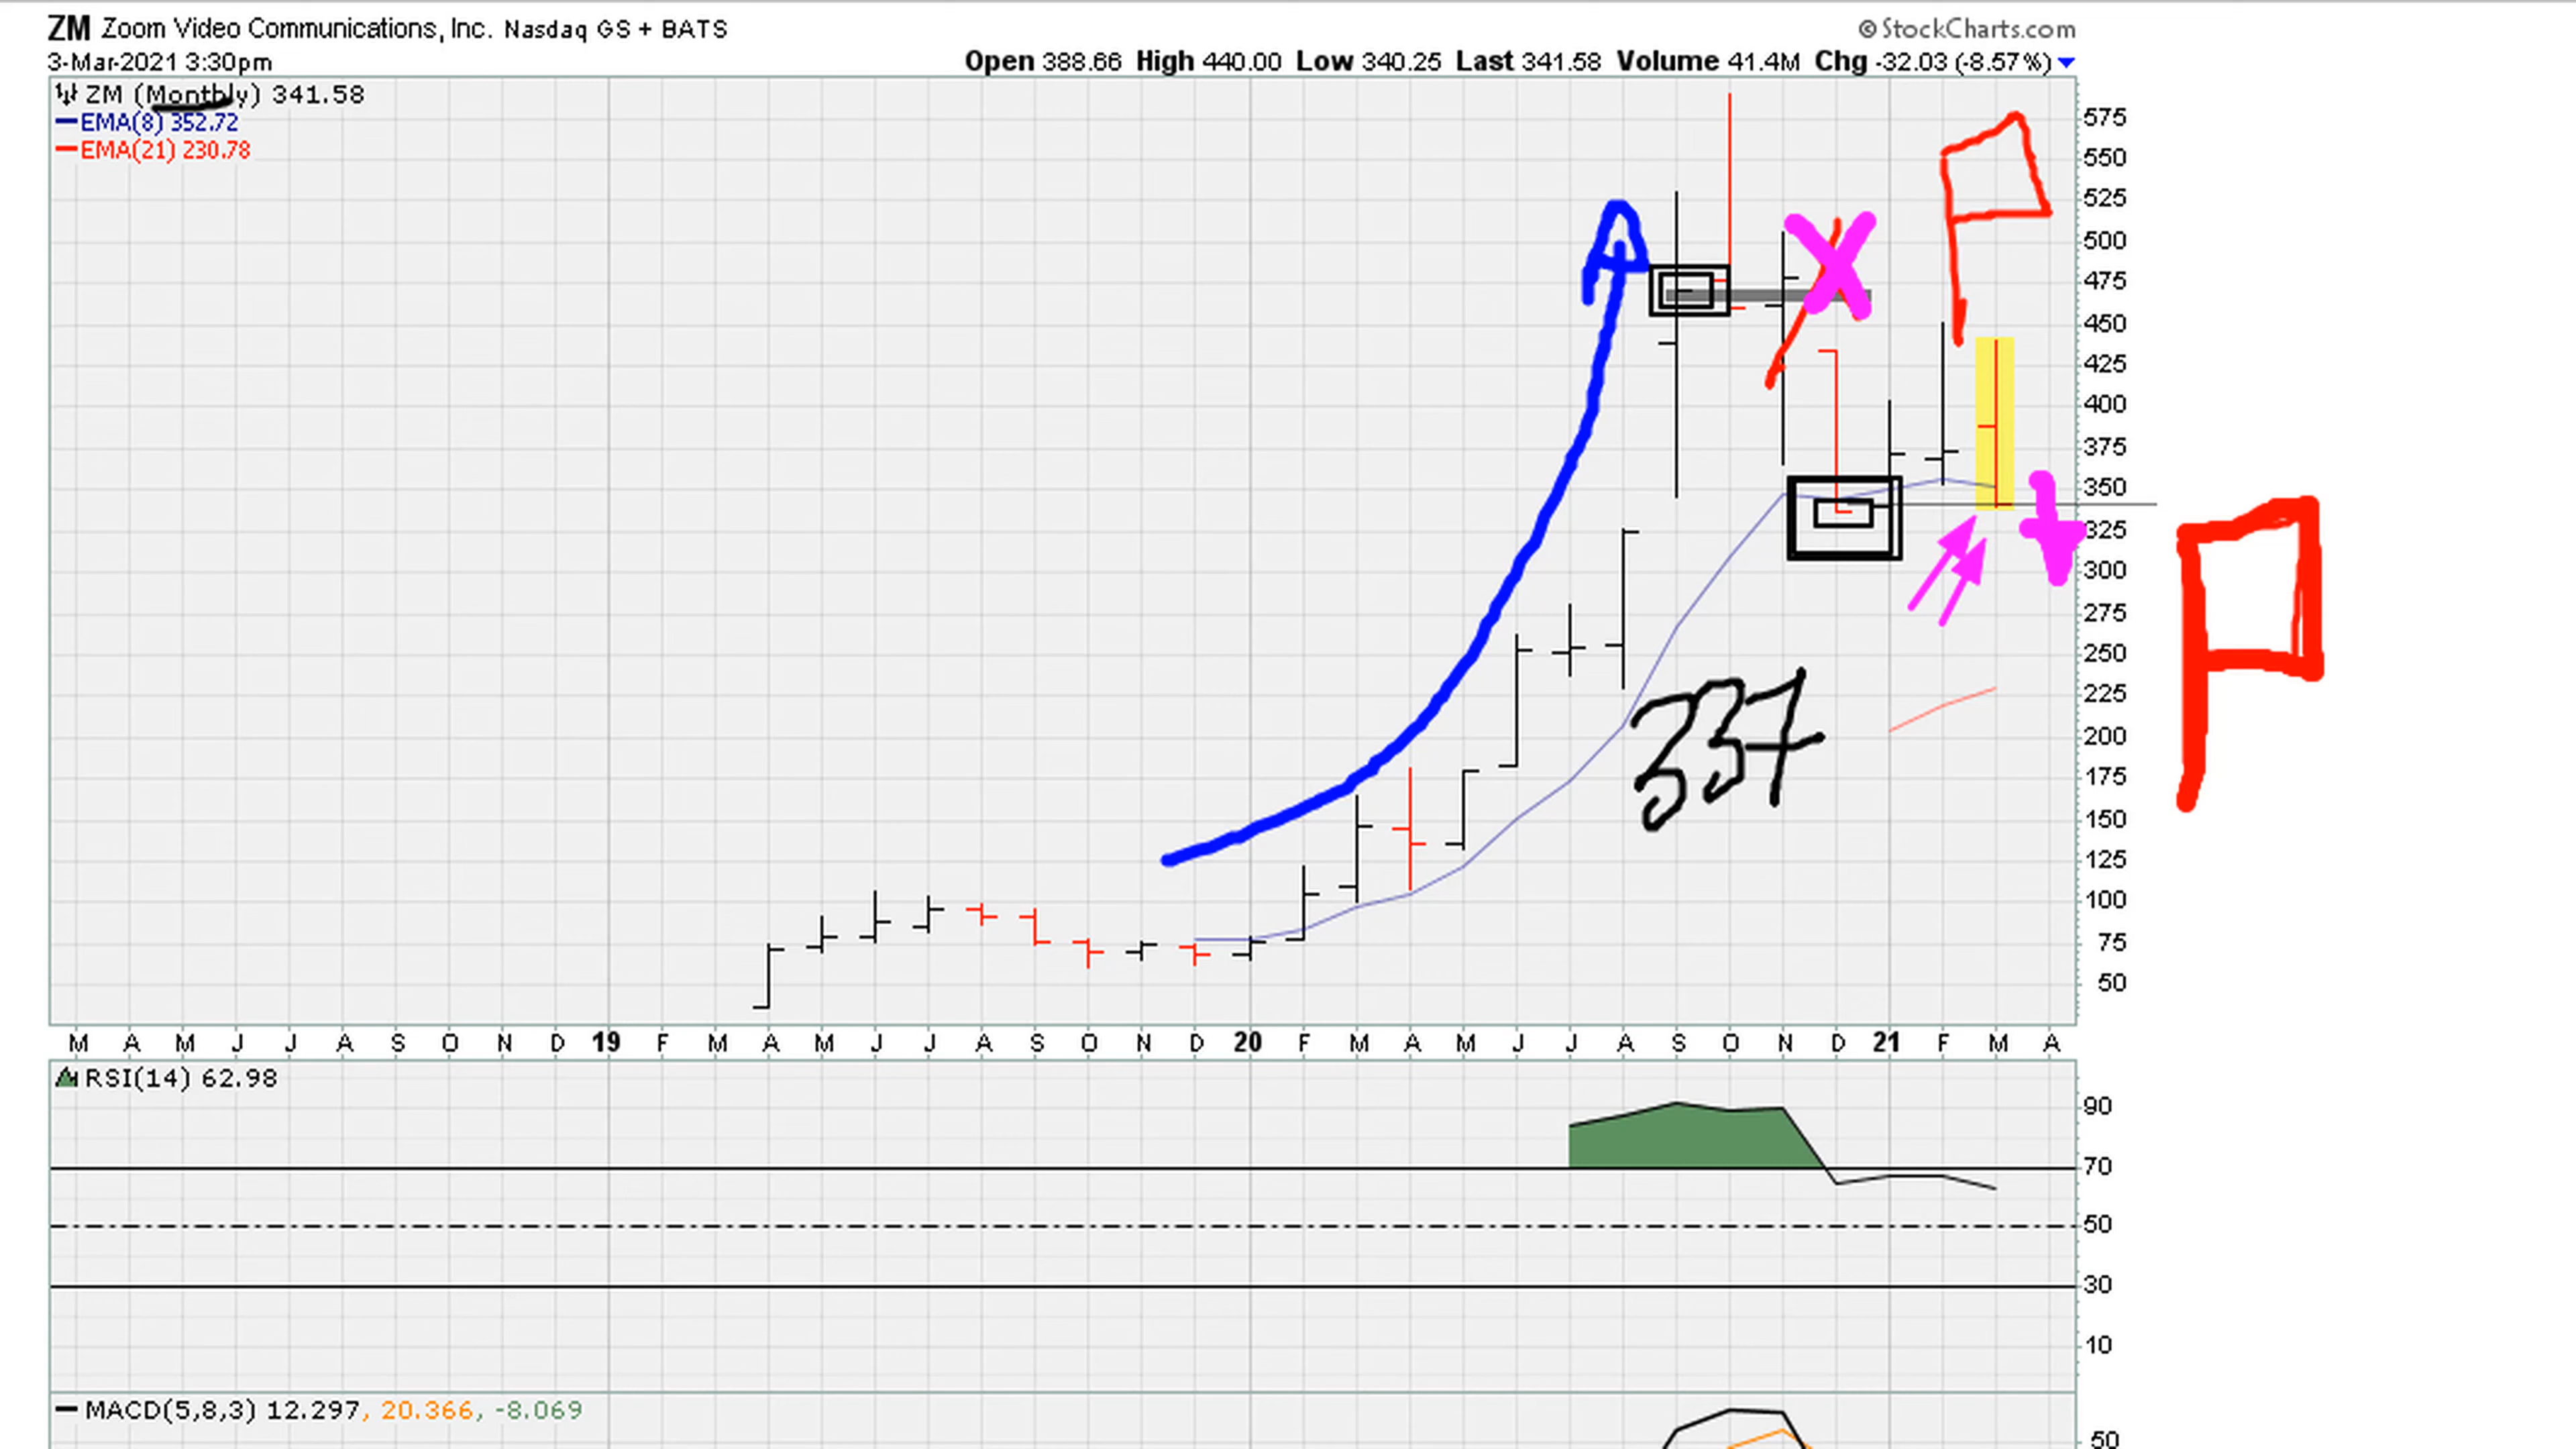 ZM Zoom Video Communications, Inc. Nasdaq GS + BATS
© StockCharts.com
3-Mar-2021 3:30pm
Open 388.66 High 440.00 Low 340.25 Last 341.58 Volume 41.4M Chg -32.03 (-8.57%)
ZM (Monthly) 341.58
EMA(8) 352.72
EMA(21) 230.78
575
550
525
500
475
450
425
400
375
350
325
300
275
250
225
200
175
150
125
100
75
50
337
M A M J J A S O N D 19 F M A M J J A S O N D 20 F M A M J J A S O N D 21 F M A
RSI(14) 62.98
90
70
50
30
10
MACD(5,8,3) 12.297, 20.366, -8.069
50